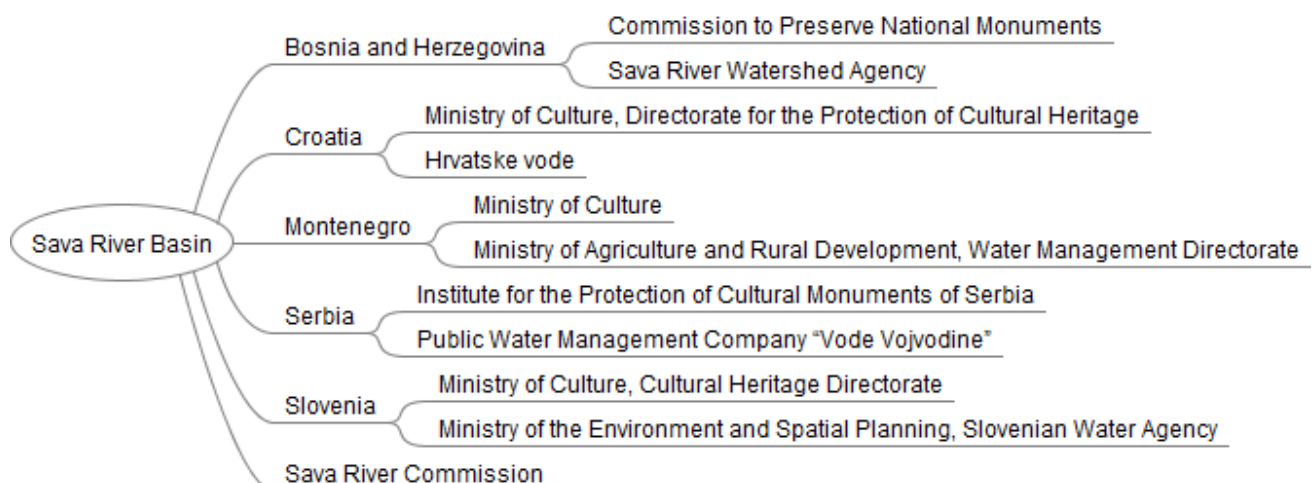 Commission to Preserve National Monuments
Bosnia and Herzegovina
Sava River Watershed Agency
Ministry of Culture, Directorate for the Protection of Cultural Heritage
Croatia
Hrvatske vode
Ministry of Culture
Montenegro
Sava River Basin
Ministry of Agriculture and Rural Development, Water Management Directorate
Institute for the Protection of Cultural Monuments of Serbia
Serbia
Public Water Management Company “Vode Vojvodine”
Ministry of Culture, Cultural Heritage Directorate
Slovenia
Ministry of the Environment and Spatial Planning, Slovenian Water Agency
Sava River Commission